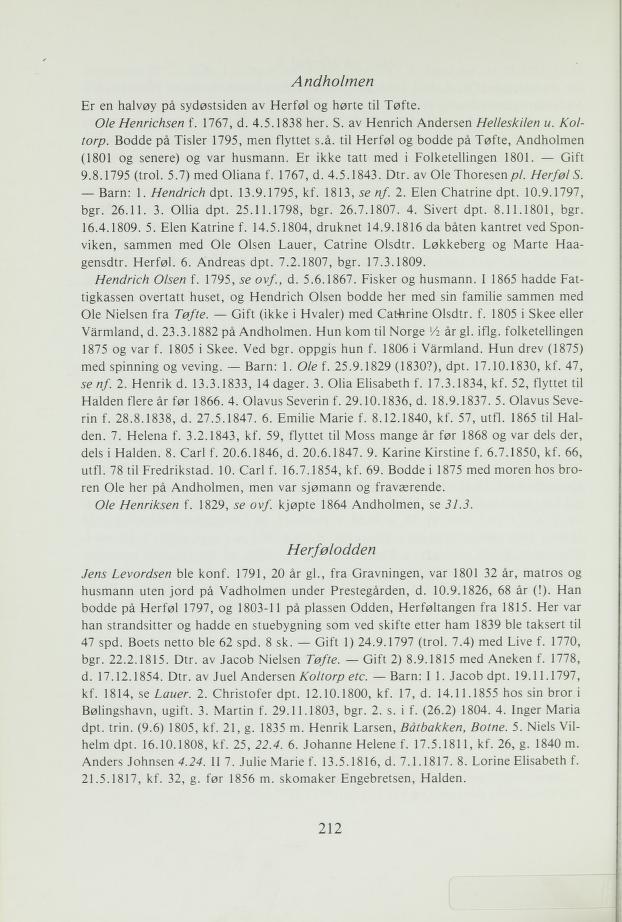 Andholmen
Er en halvøy på sydøstsiden av Herføl og hørte til Tøfte.
Ole Henrichsen f. 1767, d. 4.5.1838 her. S. av Henrich Andersen Helleskilen u. Kol-
torp. Bodde på Tisler 1795, men flyttet s.å. til Herføl og bodde på Tøfte, Andholmen
(1801 og senere) og var husmann. Er ikke tatt med i Folketellingen 1801. — Gift
9.8.1795 (trol. 5.7) med Oliana f. 1767, d. 4.5.1843. Dtr. av Ole Thoresen pl. Herføl S.
— Barn: 1. Hendrich dpt. 13.9.1795, kf. 1813, se nf. 2. Elen Chatrine dpt. 10.9.1797,
bgr. 26.11. 3. Ollia dpt. 25.11.1798, bgr. 26.7.1807. 4. Sivert dpt. 8.11.1801, bgr.
16.4.1809. 5. Elen Katrine f. 14.5.1804, druknet 14.9.1816 da båten kantret ved Spon-
viken, sammen med Ole Olsen Lauer, Catrine Olsdtr. Løkkeberg og Marte Haa-
gensdtr. Herføl. 6. Andreas dpt. 7.2.1807, bgr. 17.3.1809.
Hendrich Olsen f. 1795, se ovf., d. 5.6.1867. Fisker og husmann. I 1865 hadde Fat-
tigkassen overtatt huset, og Hendrich Olsen bodde her med sin familie sammen med
Ole Nielsen fra Tøfte. — Gift (ikke i Hvaler) med Cathrine Olsdtr. f. 1805 i Skee eller
Värmland, d. 23.3.1882 på Andholmen. Hun kom til Norge ½ år gl. iflg. folketellingen
1875 og var f. 1805 i Skee. Ved bgr. oppgis hun f. 1806 i Värmland. Hun drev (1875)
med spinning og veving. — Barn: 1. Ole f. 25.9.1829 (1830?), dpt. 17.10.1830, kf. 47,
se nf. 2. Henrik d. 13.3.1833, 14 dager. 3. Olia Elisabeth f. 17.3.1834, kf. 52, flyttet til
Halden flere år før 1866. 4. Olavus Severin f. 29.10.1836, d. 18.9.1837. 5. Olavus Seve-
rin f. 28.8.1838, d. 27.5.1847. 6. Emilie Marie f. 8.12.1840, kf. 57, utfl. 1865 til Hal-
den. 7. Helena f. 3.2.1843, kf. 59, flyttet til Moss mange år før 1868 og var dels der,
dels i Halden. 8. Carl f. 20.6.1846, d. 20.6.1847. 9. Karine Kirstine f. 6.7.1850, kf. 66,
utfl. 78 til Fredrikstad. 10. Carl f. 16.7.1854, kf. 69. Bodde i 1875 med moren hos bro-
ren Ole her på Andholmen, men var sjømann og fraværende.
Ole Henriksen f. 1829, se ovf. kjøpte 1864 Andholmen, se 31.3.
Herfølodden
Jens Levordsen ble konf. 1791, 20 år gl., fra Gravningen, var 1801 32 år, matros og
husmann uten jord på Vadholmen under Prestegården, d. 10.9.1826, 68 år (!). Han
bodde på Herføl 1797, og 1803-11 på plassen Odden, Herføltangen fra 1815. Her var
han strandsitter og hadde en stuebygning som ved skifte etter ham 1839 ble taksert til
47 spd. Boets netto ble 62 spd. 8 sk. — Gift 1) 24.9.1797 (trol. 7.4) med Live f. 1770,
bgr. 22.2.1815. Dtr. av Jacob Nielsen Tøfte. — Gift 2) 8.9.1815 med Aneken f. 1778,
d. 17.12.1854. Dtr. av Juel Andersen Koltorp etc. — Barn: I 1. Jacob dpt. 19.11.1797,
kf. 1814, se Lauer. 2. Christofer dpt. 12.10.1800, kf. 17, d. 14.11.1855 hos sin bror i
Bølingshavn, ugift. 3. Martin f. 29.11.1803, bgr. 2. s. i f. (26.2) 1804. 4. Inger Maria
dpt. trin. (9.6) 1805, kf. 21, g. 1835 m. Henrik Larsen, Båtbakken, Botne. 5. Niels Vil-
helm dpt. 16.10.1808, kf. 25, 22.4. 6. Johanne Helene f. 17.5.1811, kf. 26, g. 1840 m.
Anders Johnsen 4.24. II 7. Julie Marie f. 13.5.1816, d. 7.1.1817. 8. Lorine Elisabeth f.
21.5.1817, kf. 32, g. før 1856 m. skomaker Engebretsen, Halden.
212